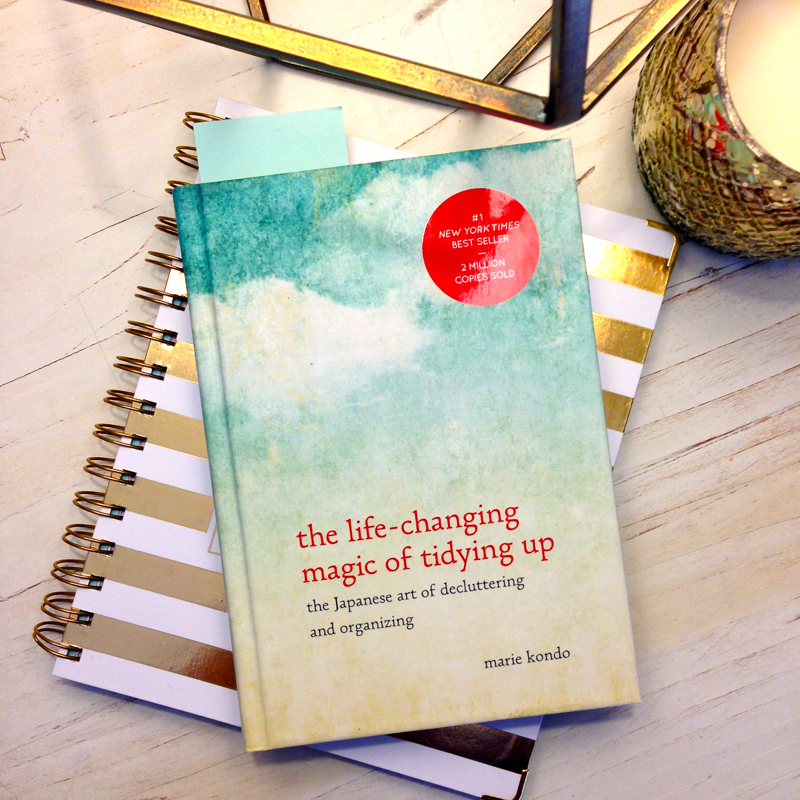 #1
NEW YORK TIMES
BEST SELLER
—
2 MILLION
COPIES SOLD
the life-changing
magic of tidying up
the Japanese art of decluttering
and organizing
marie kondo